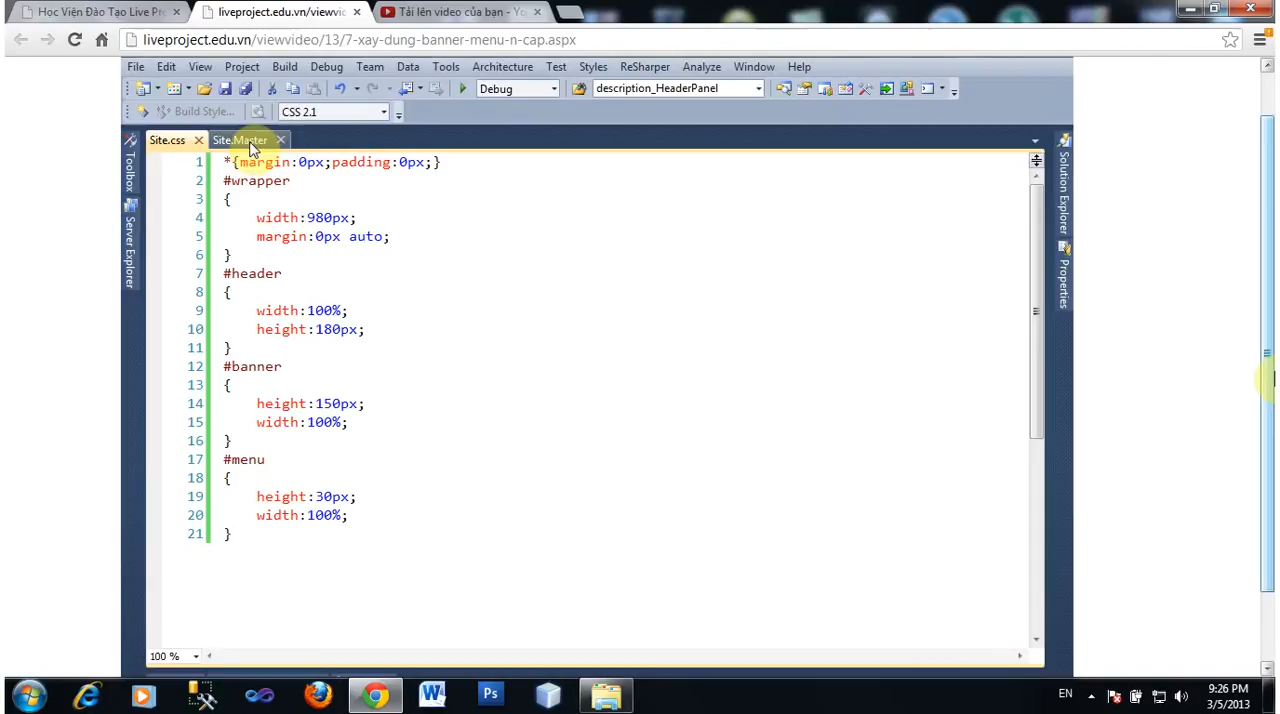 Học Viện Đào Tạo Live Pr
liveproject.edu.vn/viewvi
Tải lên video của bạn - Yo
liveproject.edu.vn/viewvideo/13/7-xay-dung-banner-menu-n-cap.aspx
File Edit View Project Build Debug Team Data Tools Architecture Test Styles ReSharper Analyze Window Help
Debug description_HeaderPanel
Build Style... CSS 2.1
Site.css Site.Master
Toolbox
Server Explorer
Solution Explorer
Properties
1 *{margin:0px;padding:0px;}
2 #wrapper
3 {
4 width:980px;
5 margin:0px auto;
6 }
7 #header
8 {
9 width:100%;
10 height:180px;
11 }
12 #banner
13 {
14 height:150px;
15 width:100%;
16 }
17 #menu
18 {
19 height:30px;
20 width:100%;
21 }
100 %
Ps
EN
9:26 PM
3/5/2013